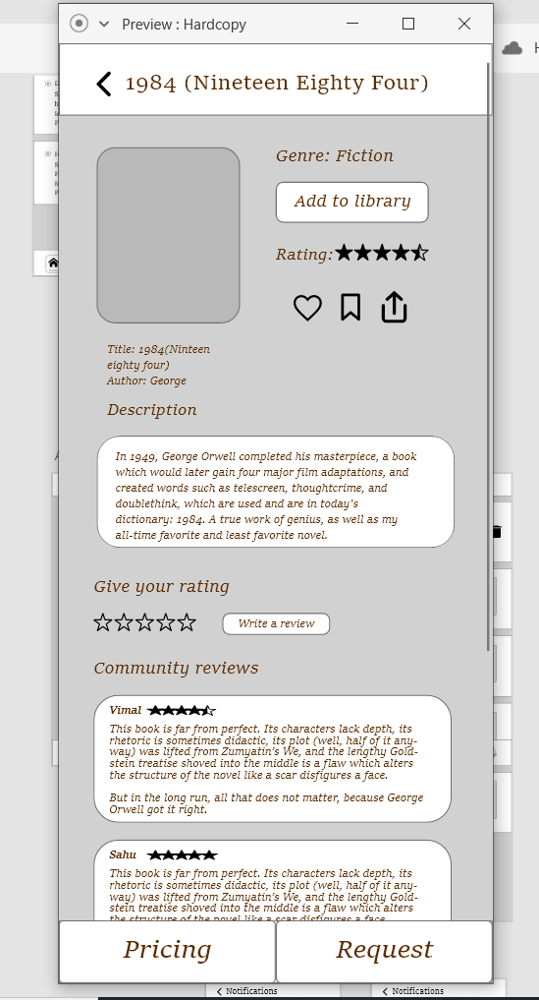 Preview : Hardcopy
1984 (Nineteen Eighty Four)
Genre: Fiction
Add to library
Rating:
Title: 1984(Ninteen
eighty four)
Author: George
Description
In 1949, George Orwell completed his masterpiece, a book
which would later gain four major film adaptations, and
created words such as telescreen, thoughtcrime, and
doublethink, which are used and are in today's
dictionary: 1984. A true work of genius, as well as my
all-time favorite and least favorite novel.
Give your rating
Write a review
Community reviews
Vimal
This book is far from perfect. Its characters lack depth, its
rhetoric is sometimes didactic, its plot (well, half of it any-
way) was lifted from Zumyatin's We, and the lengthy Gold-
stein treatise shoved into the middle is a flaw which alters
the structure of the novel like a scar disfigures a face.
But in the long run, all that does not matter, because George
Orwell got it right.
Sahu
This book is far from perfect. Its characters lack depth, its
rhetoric is sometimes didactic, its plot (well, half of it any-
way) was lifted from Zumyatin's We, and the lengthy Gold-
stein treatise shoved into the middle is a flaw which alters
the structure of the novel like a scar disfigures a face.
Pricing
Request
Notifications
Notifications